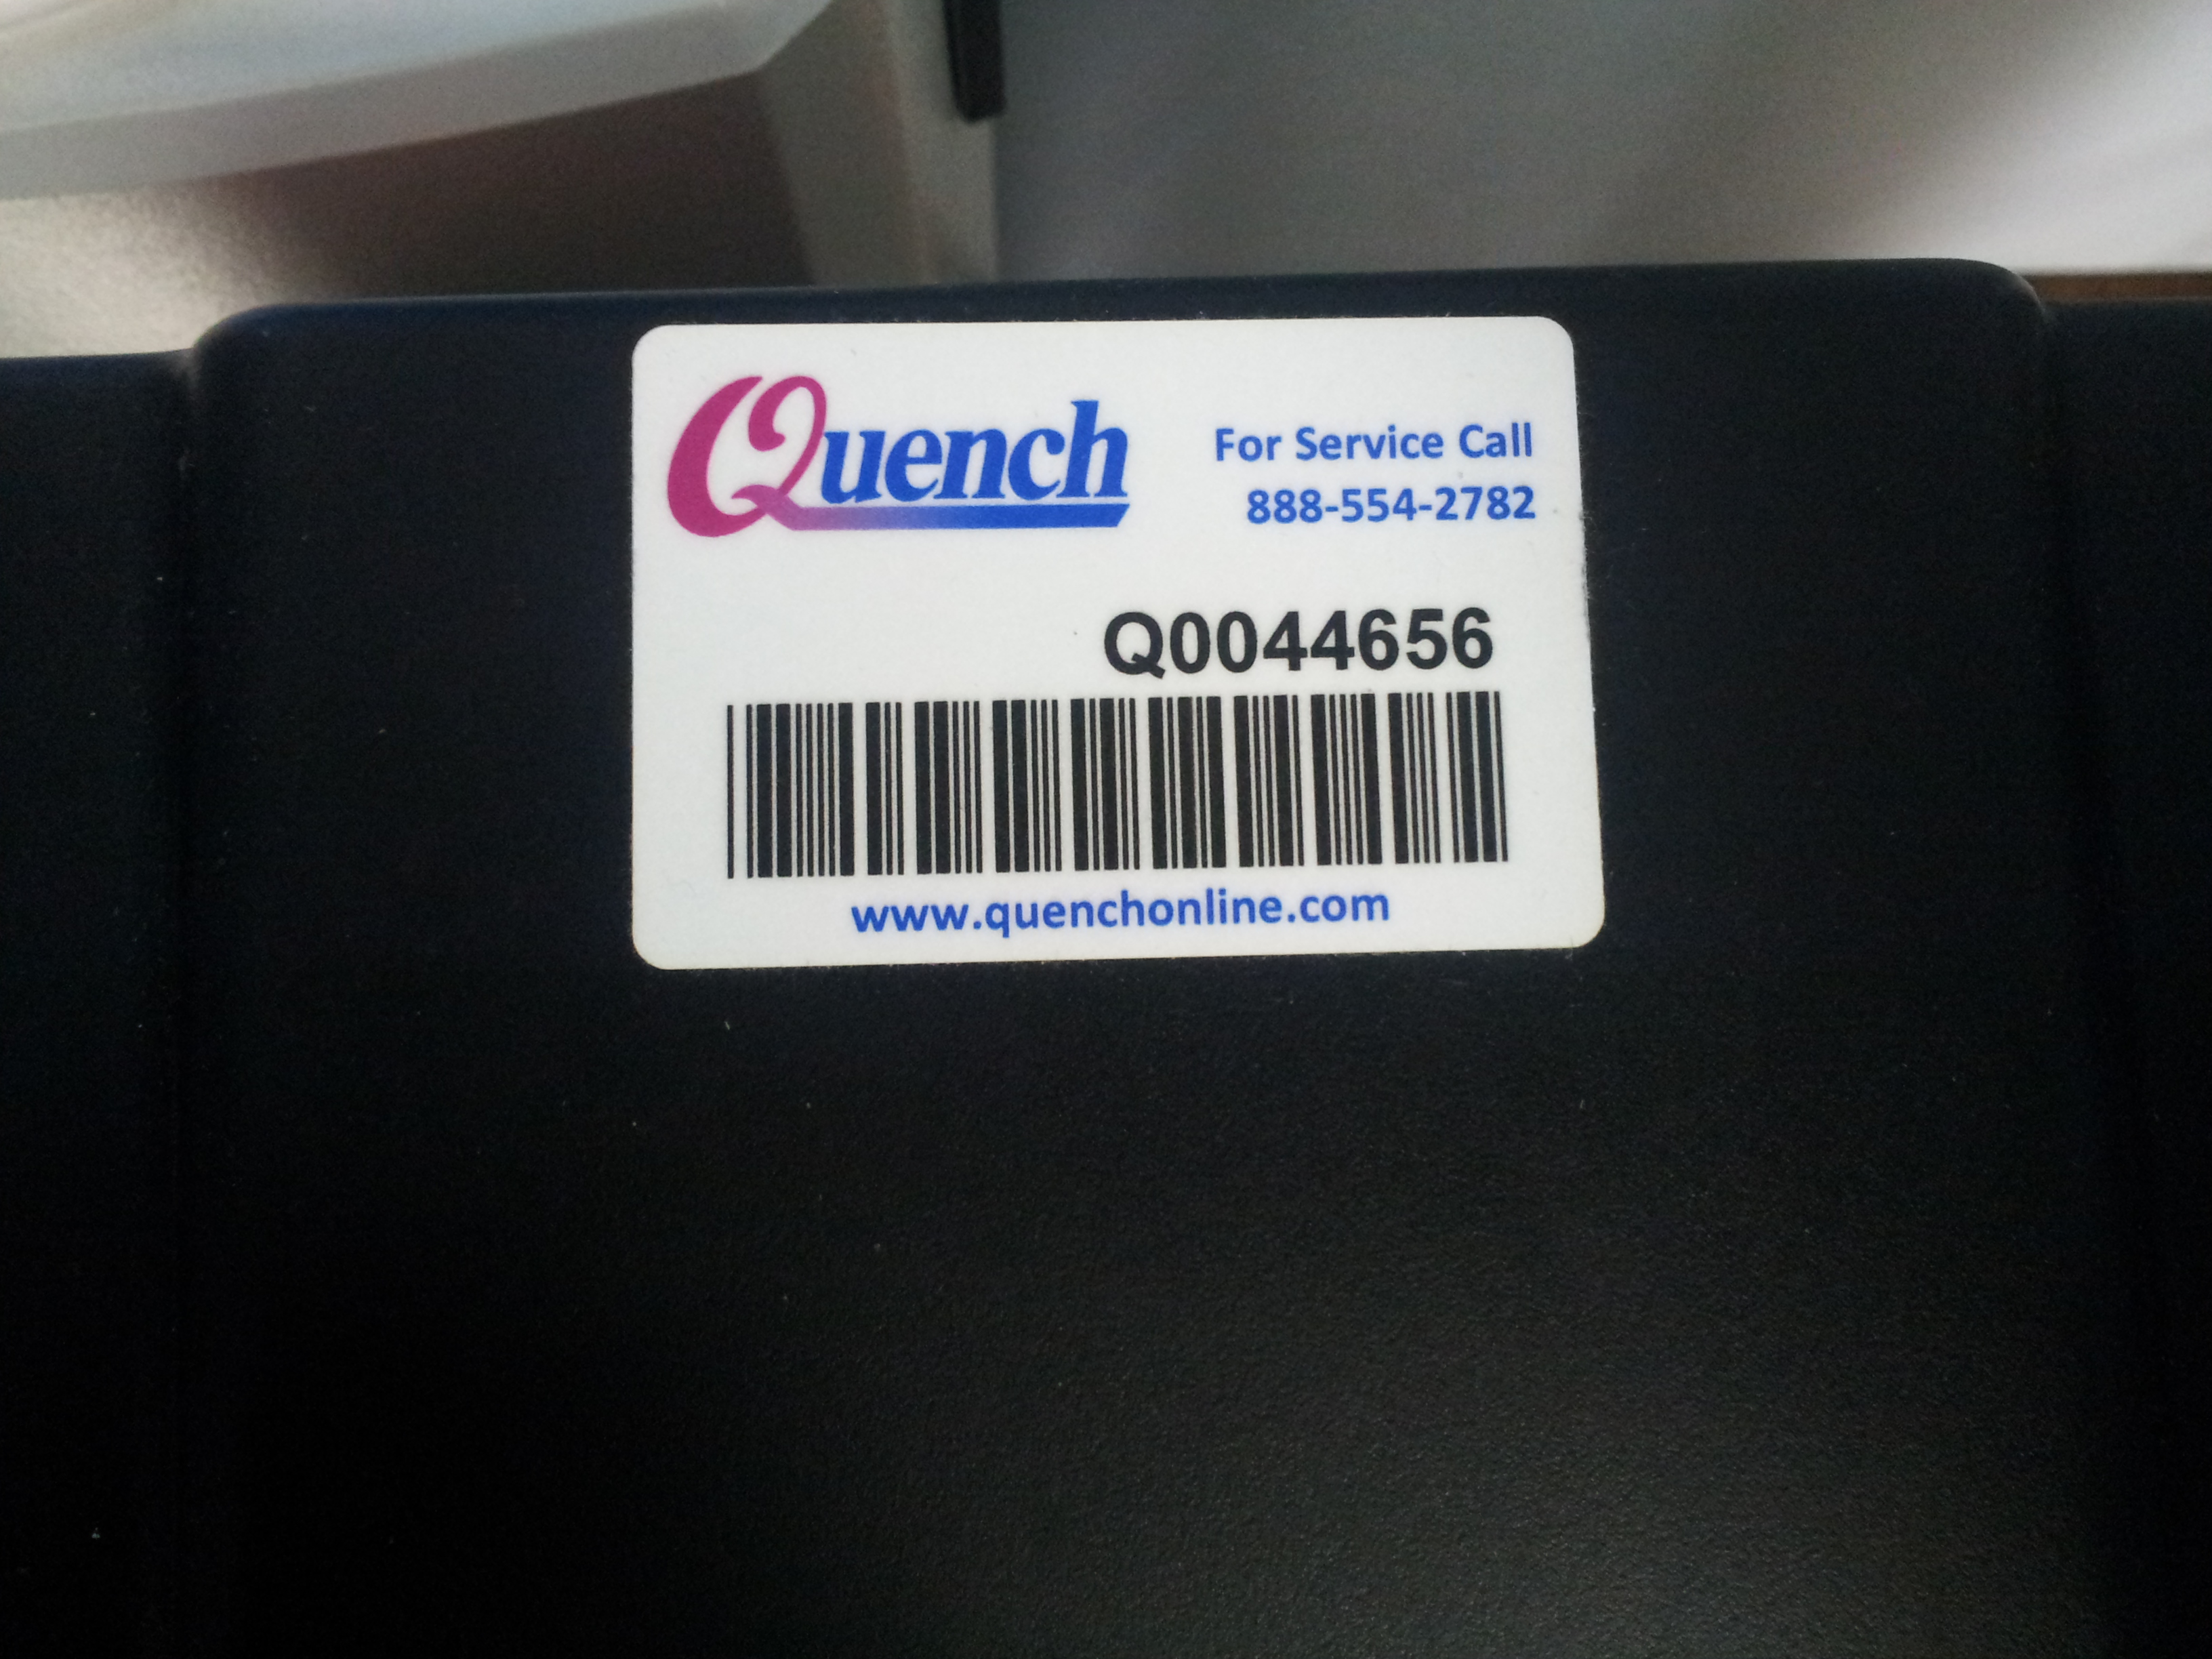 Quench
For Service Call
888-554-2782
Q0044656
www.quenchonline.com